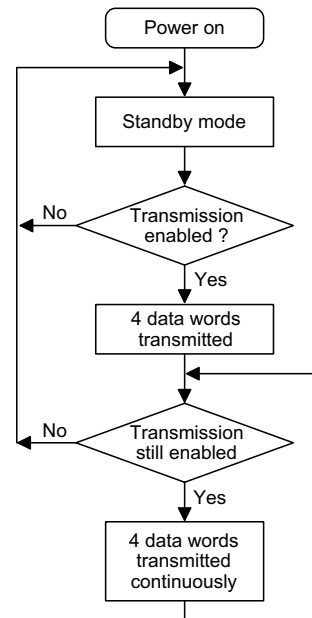 Power on
Standby mode
Transmission
enabled ?
No
Yes
4 data words
transmitted
Transmission
still enabled
No
Yes
4 data words
transmitted
continuously